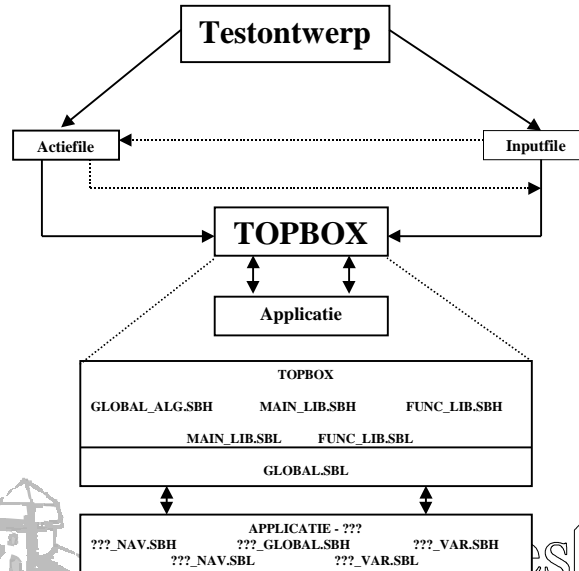 Testontwerp
Actiefile
Inputfile
TOPBOX
Applicatie
TOPBOX
GLOBAL_ALG.SBH MAIN_LIB.SBH FUNC_LIB.SBH
MAIN_LIB.SBL FUNC_LIB.SBL
GLOBAL.SBL
APPLICATIE - ???
???_NAV.SBH ???_GLOBAL.SBH ???_VAR.SBH
???_NAV.SBL ???_VAR.SBL